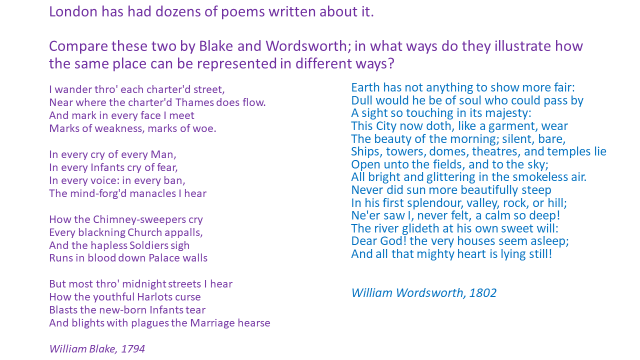 London has had dozens of poems written about it.
Compare these two by Blake and Wordsworth; in what ways do they illustrate how
the same place can be represented in different ways?
I wander thro' each charter'd street,
Near where the charter'd Thames does flow.
And mark in every face I meet
Marks of weakness, marks of woe.
In every cry of every Man,
In every Infants cry of fear,
In every voice: in every ban,
The mind-forg'd manacles I hear
How the Chimney-sweepers cry
Every blackning Church appalls,
And the hapless Soldiers sigh
Runs in blood down Palace walls
But most thro' midnight streets I hear
How the youthful Harlots curse
Blasts the new-born Infants tear
And blights with plagues the Marriage hearse
William Blake, 1794
Earth has not anything to show more fair:
Dull would he be of soul who could pass by
A sight so touching in its majesty:
This City now doth, like a garment, wear
The beauty of the morning; silent, bare,
Ships, towers, domes, theatres, and temples lie
Open unto the fields, and to the sky;
All bright and glittering in the smokeless air.
Never did sun more beautifully steep
In his first splendour, valley, rock, or hill;
Ne'er saw I, never felt, a calm so deep!
The river glideth at his own sweet will:
Dear God! the very houses seem asleep;
And all that mighty heart is lying still!
William Wordsworth, 1802